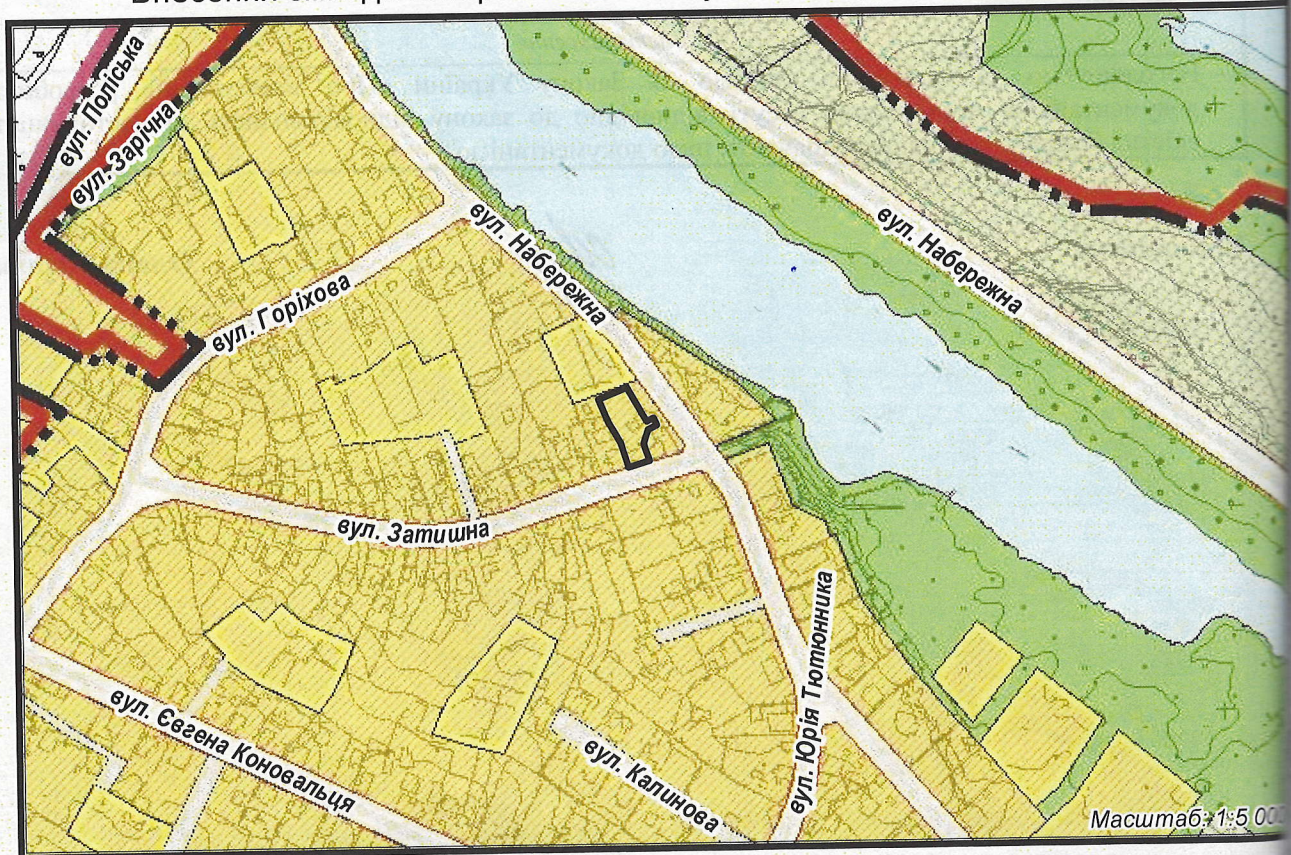 вул. Поліська
вул. Зарічна
вул. Набережна
вул. Набережна
вул. Горіхова
вул. Затишна
вул. Юрія Тютюнника
вул. Євгена Коновальця
вул. Калинова
Масштаб: 1:5 000